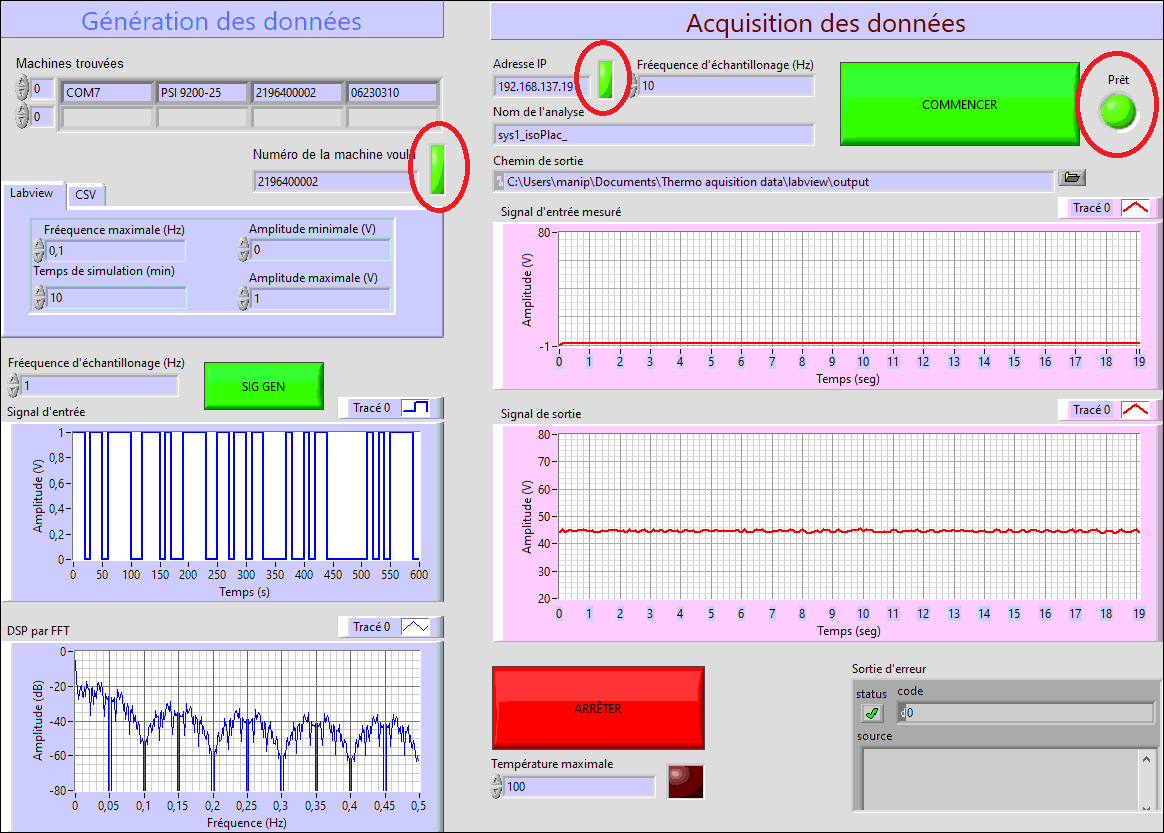 Génération des données
Machines trouvées
0
COM7 PSI 9200-25 2196400002 06230310
0
Numéro de la machine voul
2196400002
Labview CSV
Fréequence maximale (Hz)
0,1
Amplitude minimale (V)
0
Temps de simulation (min)
10
Amplitude maximale (V)
1
Fréequence d'échantillonage (Hz)
1
SIG GEN
Signal d'entrée
Tracé 0
Amplitude (V)
1
0,8
0,6
0,4
0,2
0
0 50 100 150 200 250 300 350 400 450 500 550 600
Temps (s)
DSP par FFT
Tracé 0
Amplitude (dB)
0
-20
-40
-60
-80
0 0,05 0,1 0,15 0,2 0,25 0,3 0,35 0,4 0,45 0,5
Fréquence (Hz)
Acquisition des données
Adresse IP
192.168.137.19
Fréequence d'échantillonage (Hz)
10
Nom de l'analyse
sys1_isoPlac_
COMMENCER
Prêt
Chemin de sortie
C:\Users\manip\Documents\Thermo aquisition data\labview\output
Signal d'entrée mesuré
Tracé 0
Amplitude (V)
80
-1
0 1 2 3 4 5 6 7 8 9 10 11 12 13 14 15 16 17 18 19
Temps (seg)
Signal de sortie
Tracé 0
Amplitude (V)
80
70
60
50
40
30
20
0 1 2 3 4 5 6 7 8 9 10 11 12 13 14 15 16 17 18 19
Temps (seg)
ARRÊTER
Température maximale
100
Sortie d'erreur
status code
d0
source